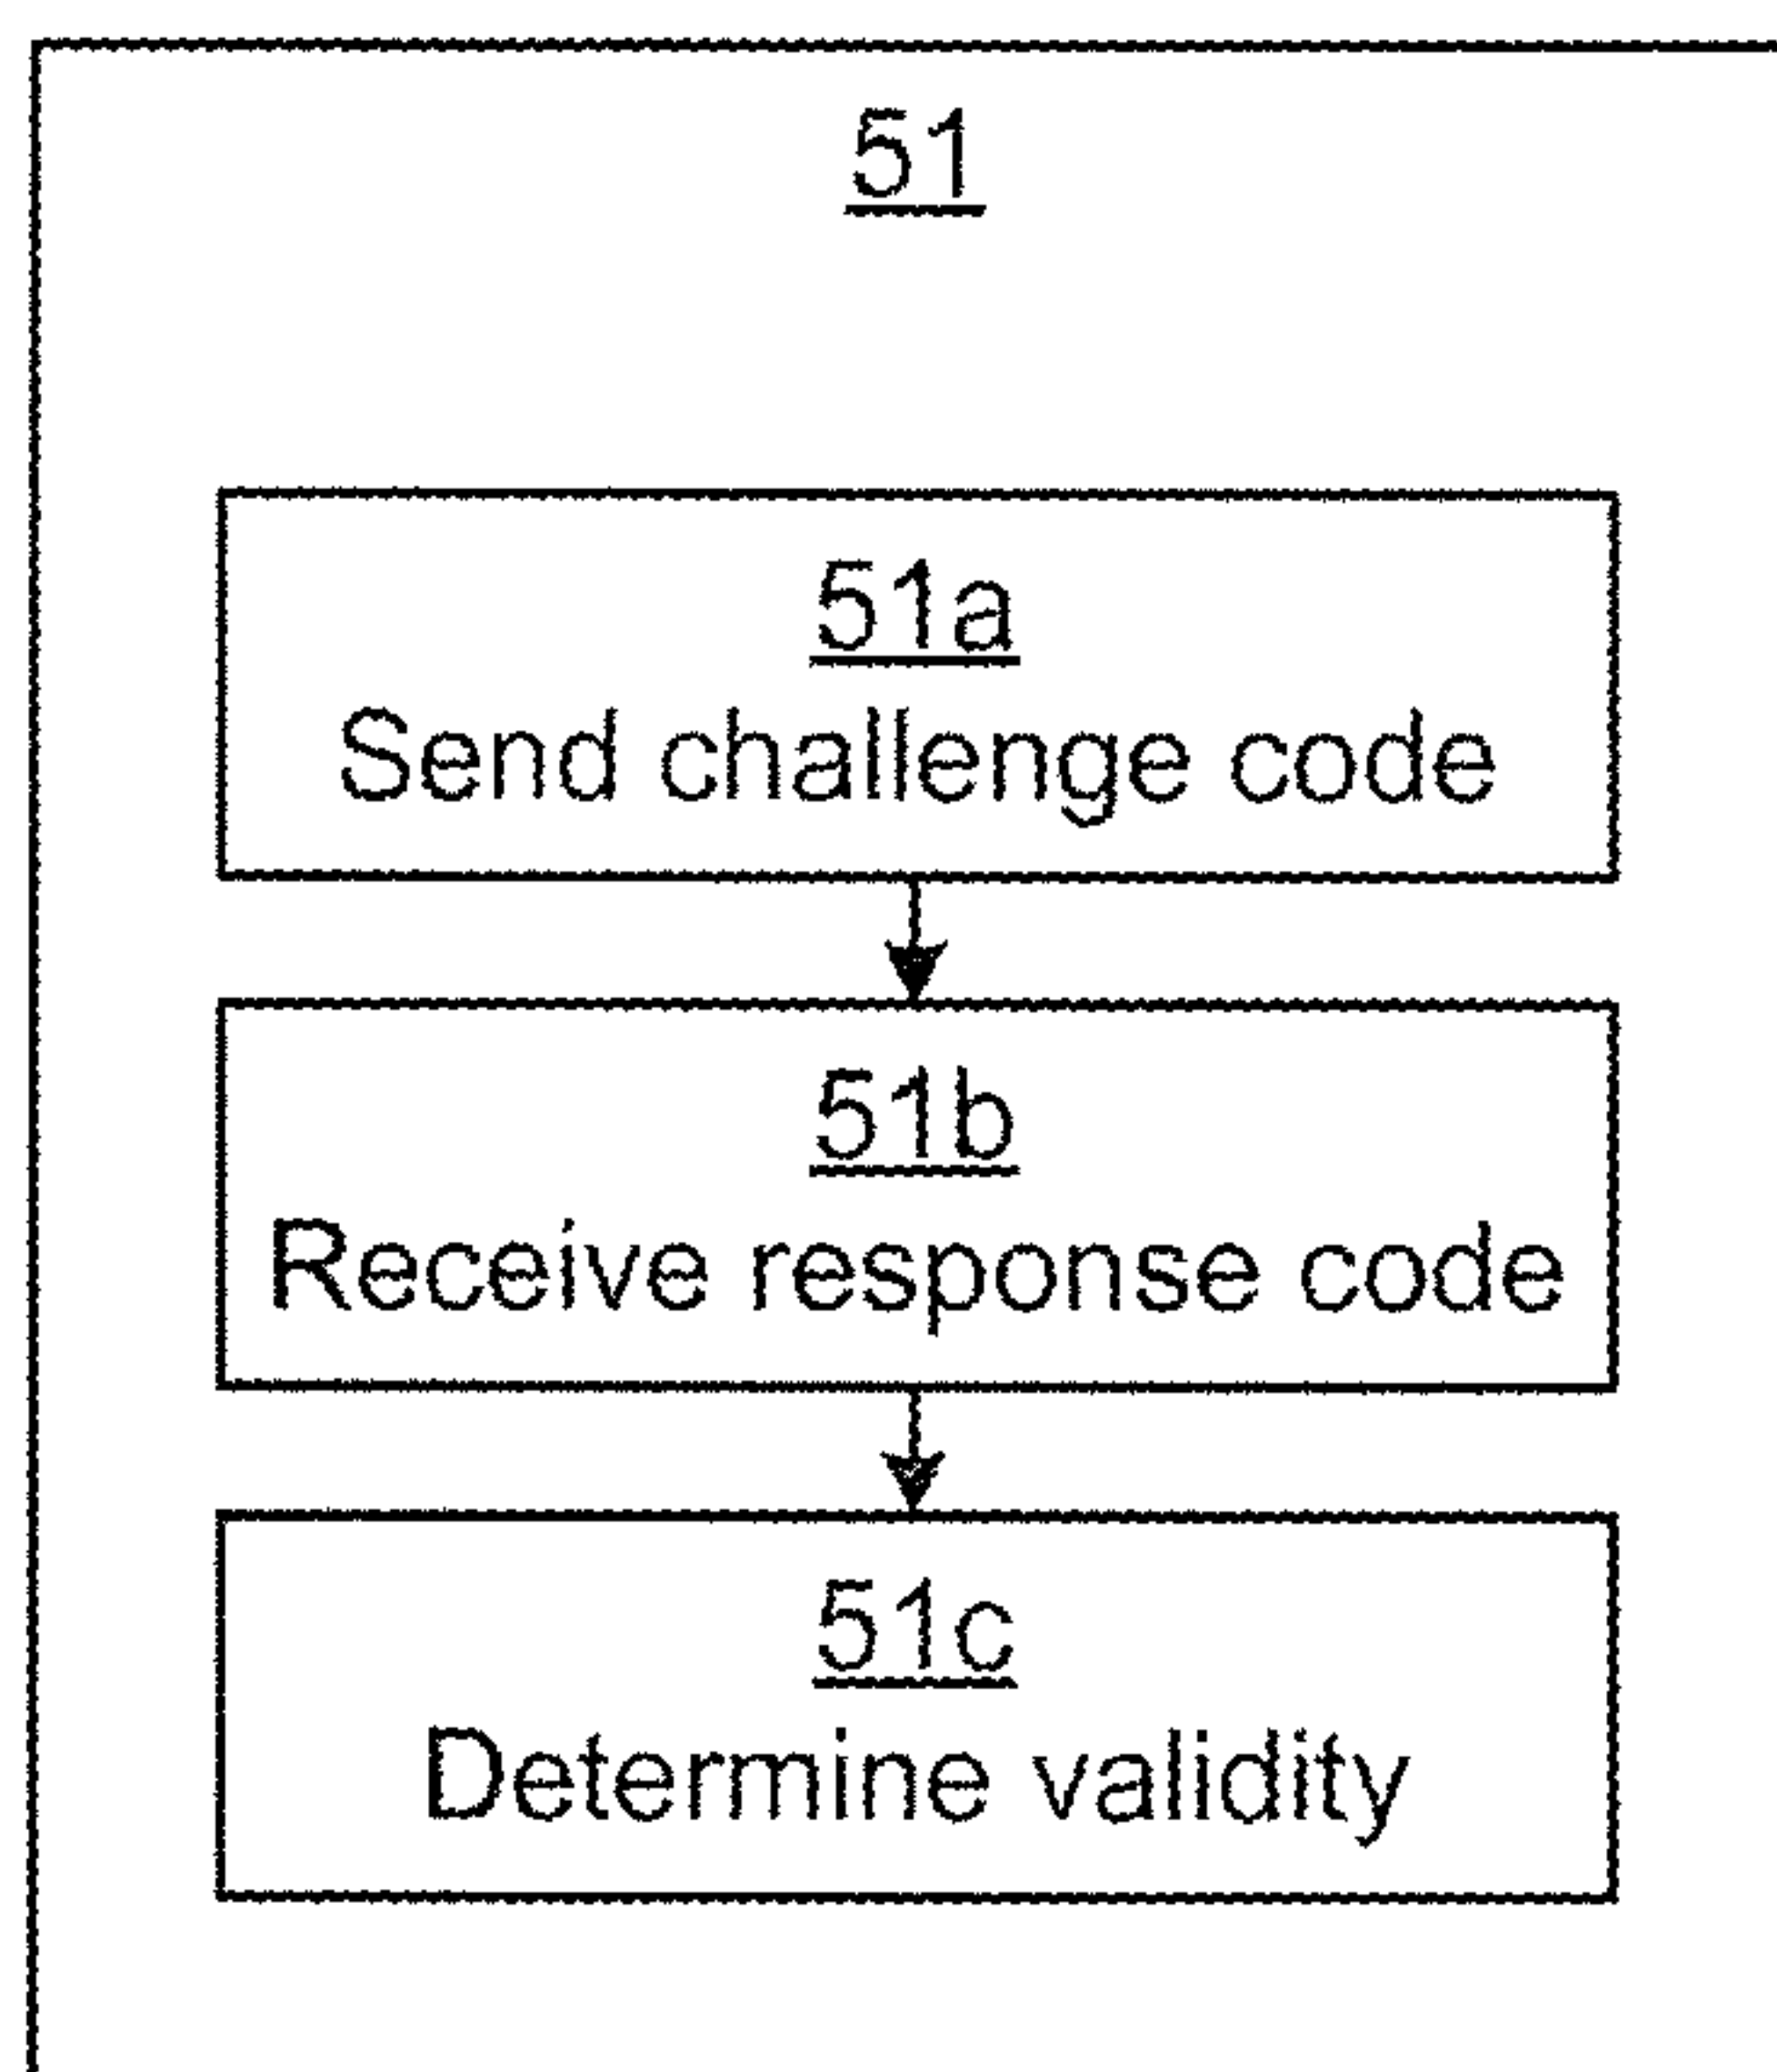 51
51a
Send challenge code
51b
Receive response code
51c
Determine validity